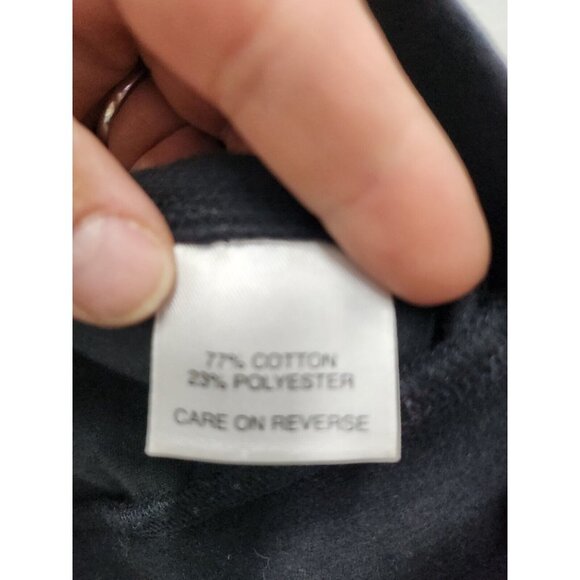 77% COTTON
23% POLYESTER
CARE ON REVERSE